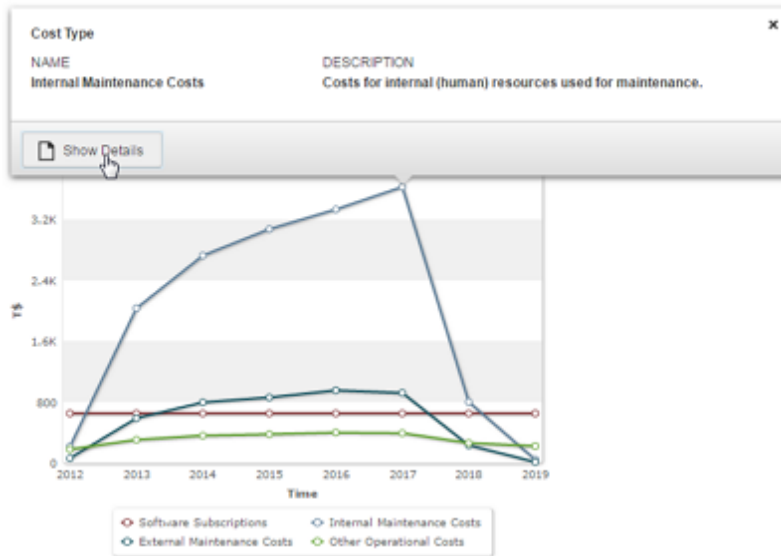 Cost Type
×
NAME DESCRIPTION
Internal Maintenance Costs Costs for internal (human) resources used for maintenance.
Show Details
3.2K
2.4K
T$
1.6K
800
0
2012 2013 2014 2015 2016 2017 2018 2019
Time
Software Subscriptions Internal Maintenance Costs
External Maintenance Costs Other Operational Costs